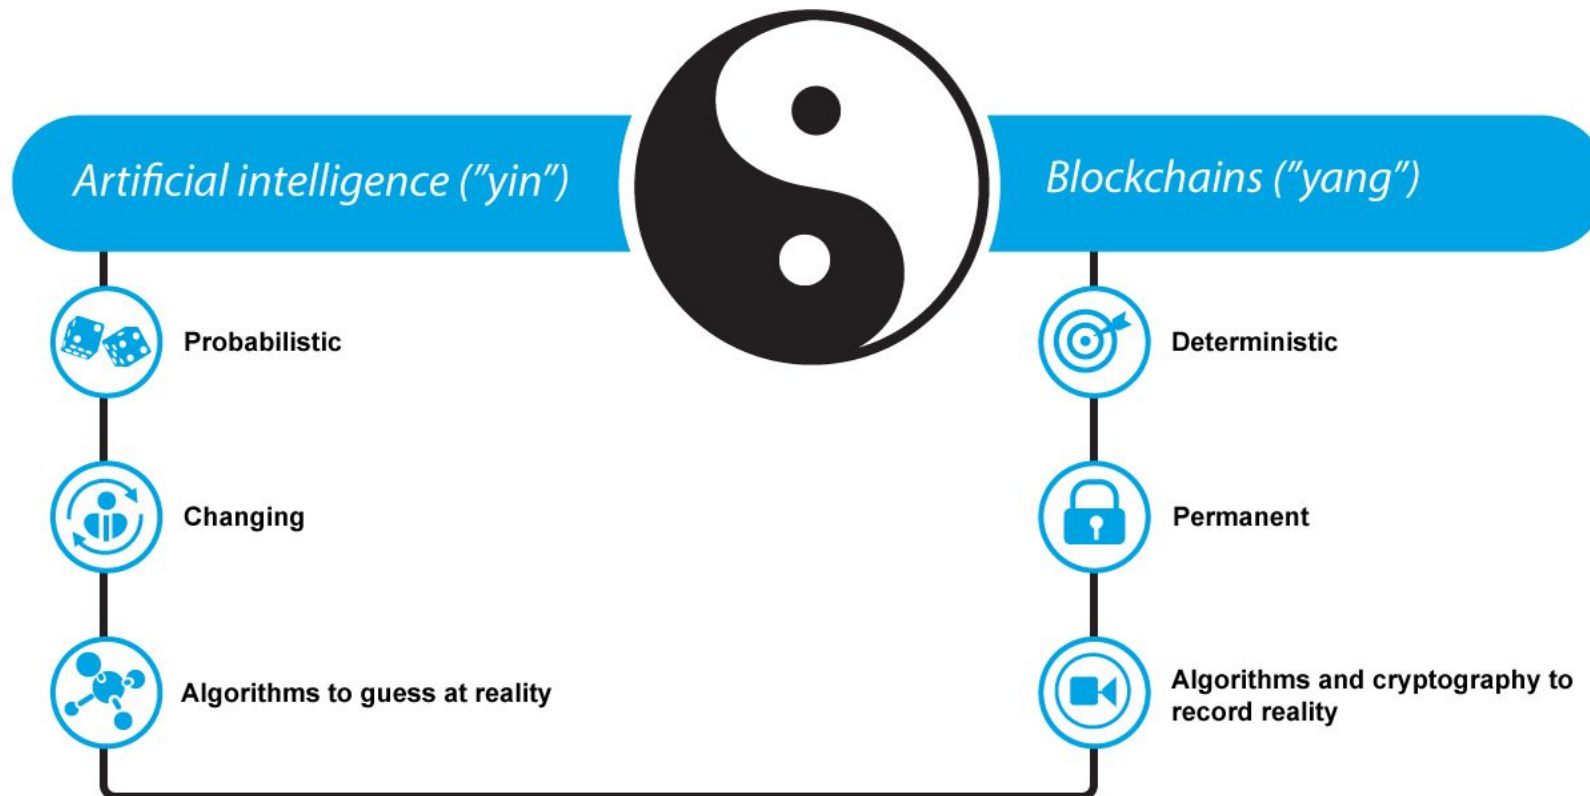 Artificial intelligence ("yin")
Blockchains ("yang")
Probabilistic
Deterministic
Changing
Permanent
Algorithms to guess at reality
Algorithms and cryptography to
record reality